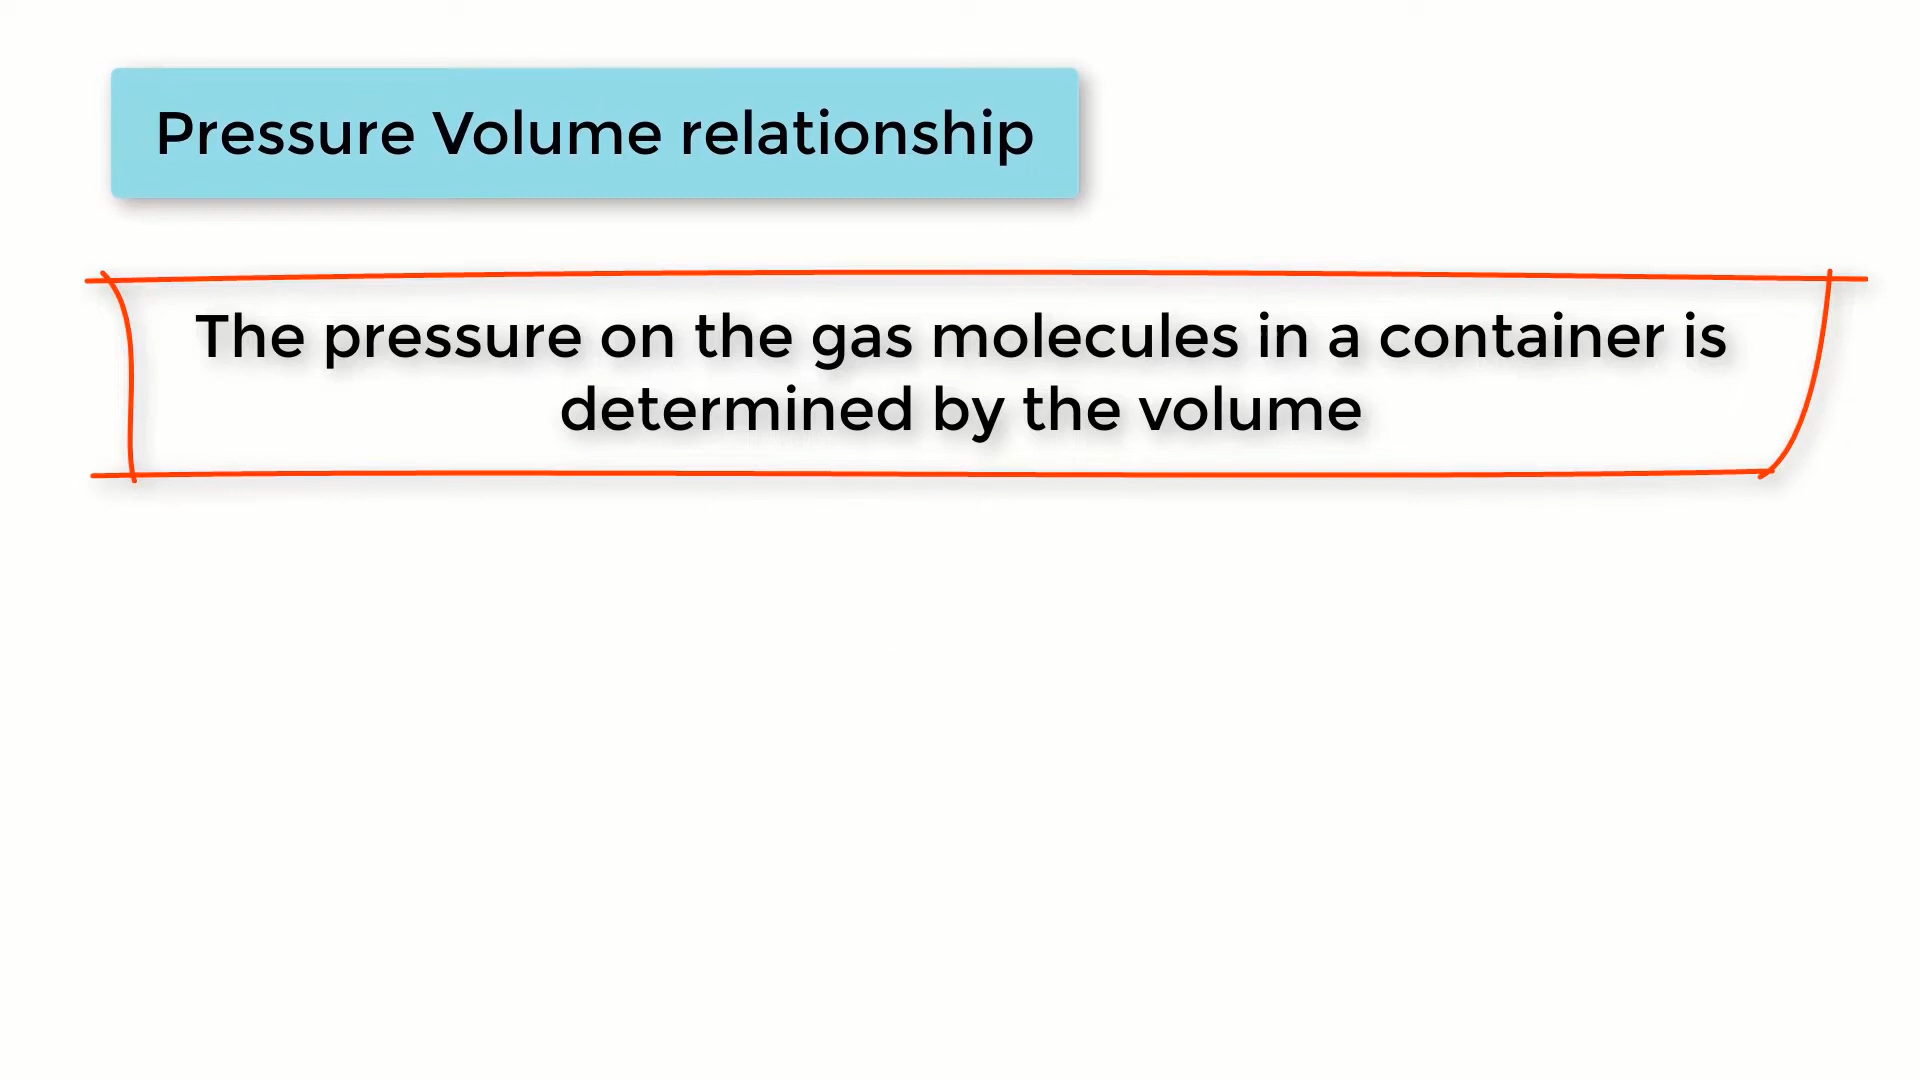 Pressure Volume relationship
The pressure on the gas molecules in a container is
determined by the volume